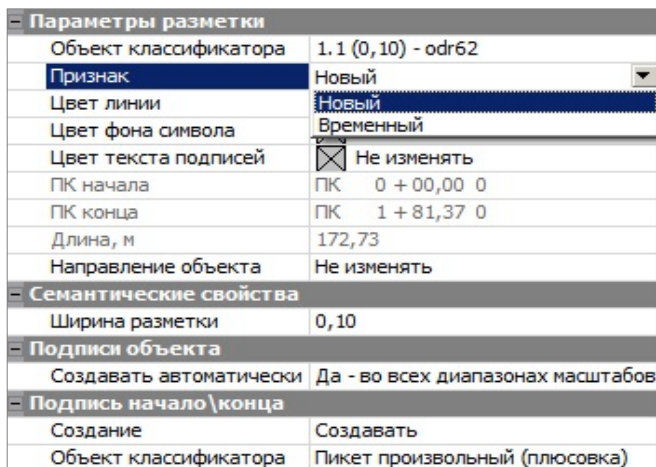 Параметры разметки
Объект классификатора 1.1 (0,10) - odr62
Признак Новый
Цвет линии Новый
Цвет фона символа Временный
Цвет текста подписей Не изменять
ПК начала ПК 0 + 00,00 0
ПК конца ПК 1 + 81,37 0
Длина, м 172,73
Направление объекта Не изменять
Семантические свойства
Ширина разметки 0,10
Подписи объекта
Создавать автоматически Да - во всех диапазонах масштабов
Подпись начало\конца
Создание Создавать
Объект классификатора Пикет произвольный (плюсовка)